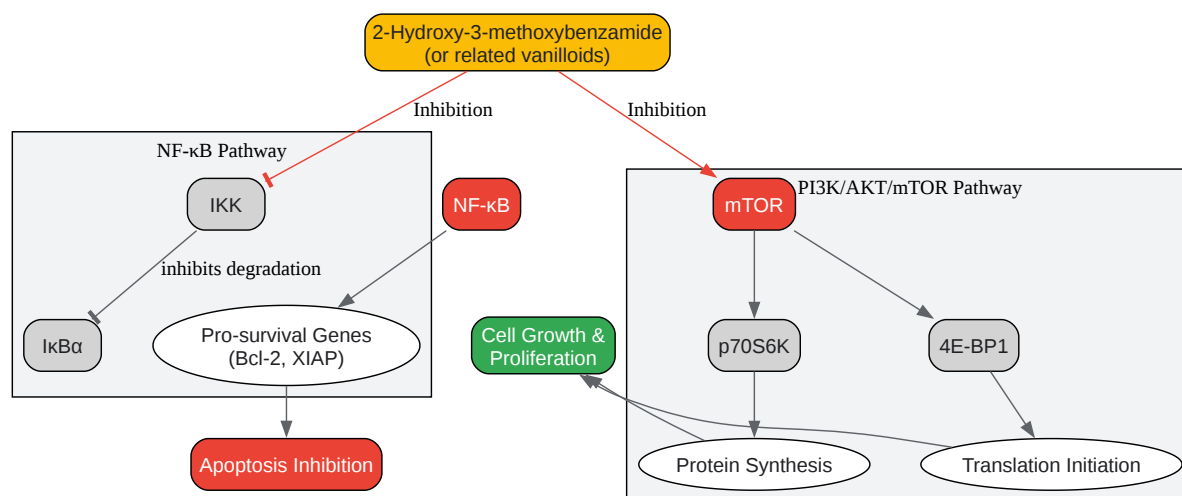 2-Hydroxy-3-methoxybenzamide
(or related vanilloids)
Inhibition
Inhibition
NF-κB Pathway
PI3K/AKT/mTOR Pathway
IKK
NF-κB
mTOR
inhibits degradation
IκBα
Pro-survival Genes
(Bcl-2, XIAP)
Cell Growth &
Proliferation
p70S6K
4E-BP1
Apoptosis Inhibition
Protein Synthesis
Translation Initiation